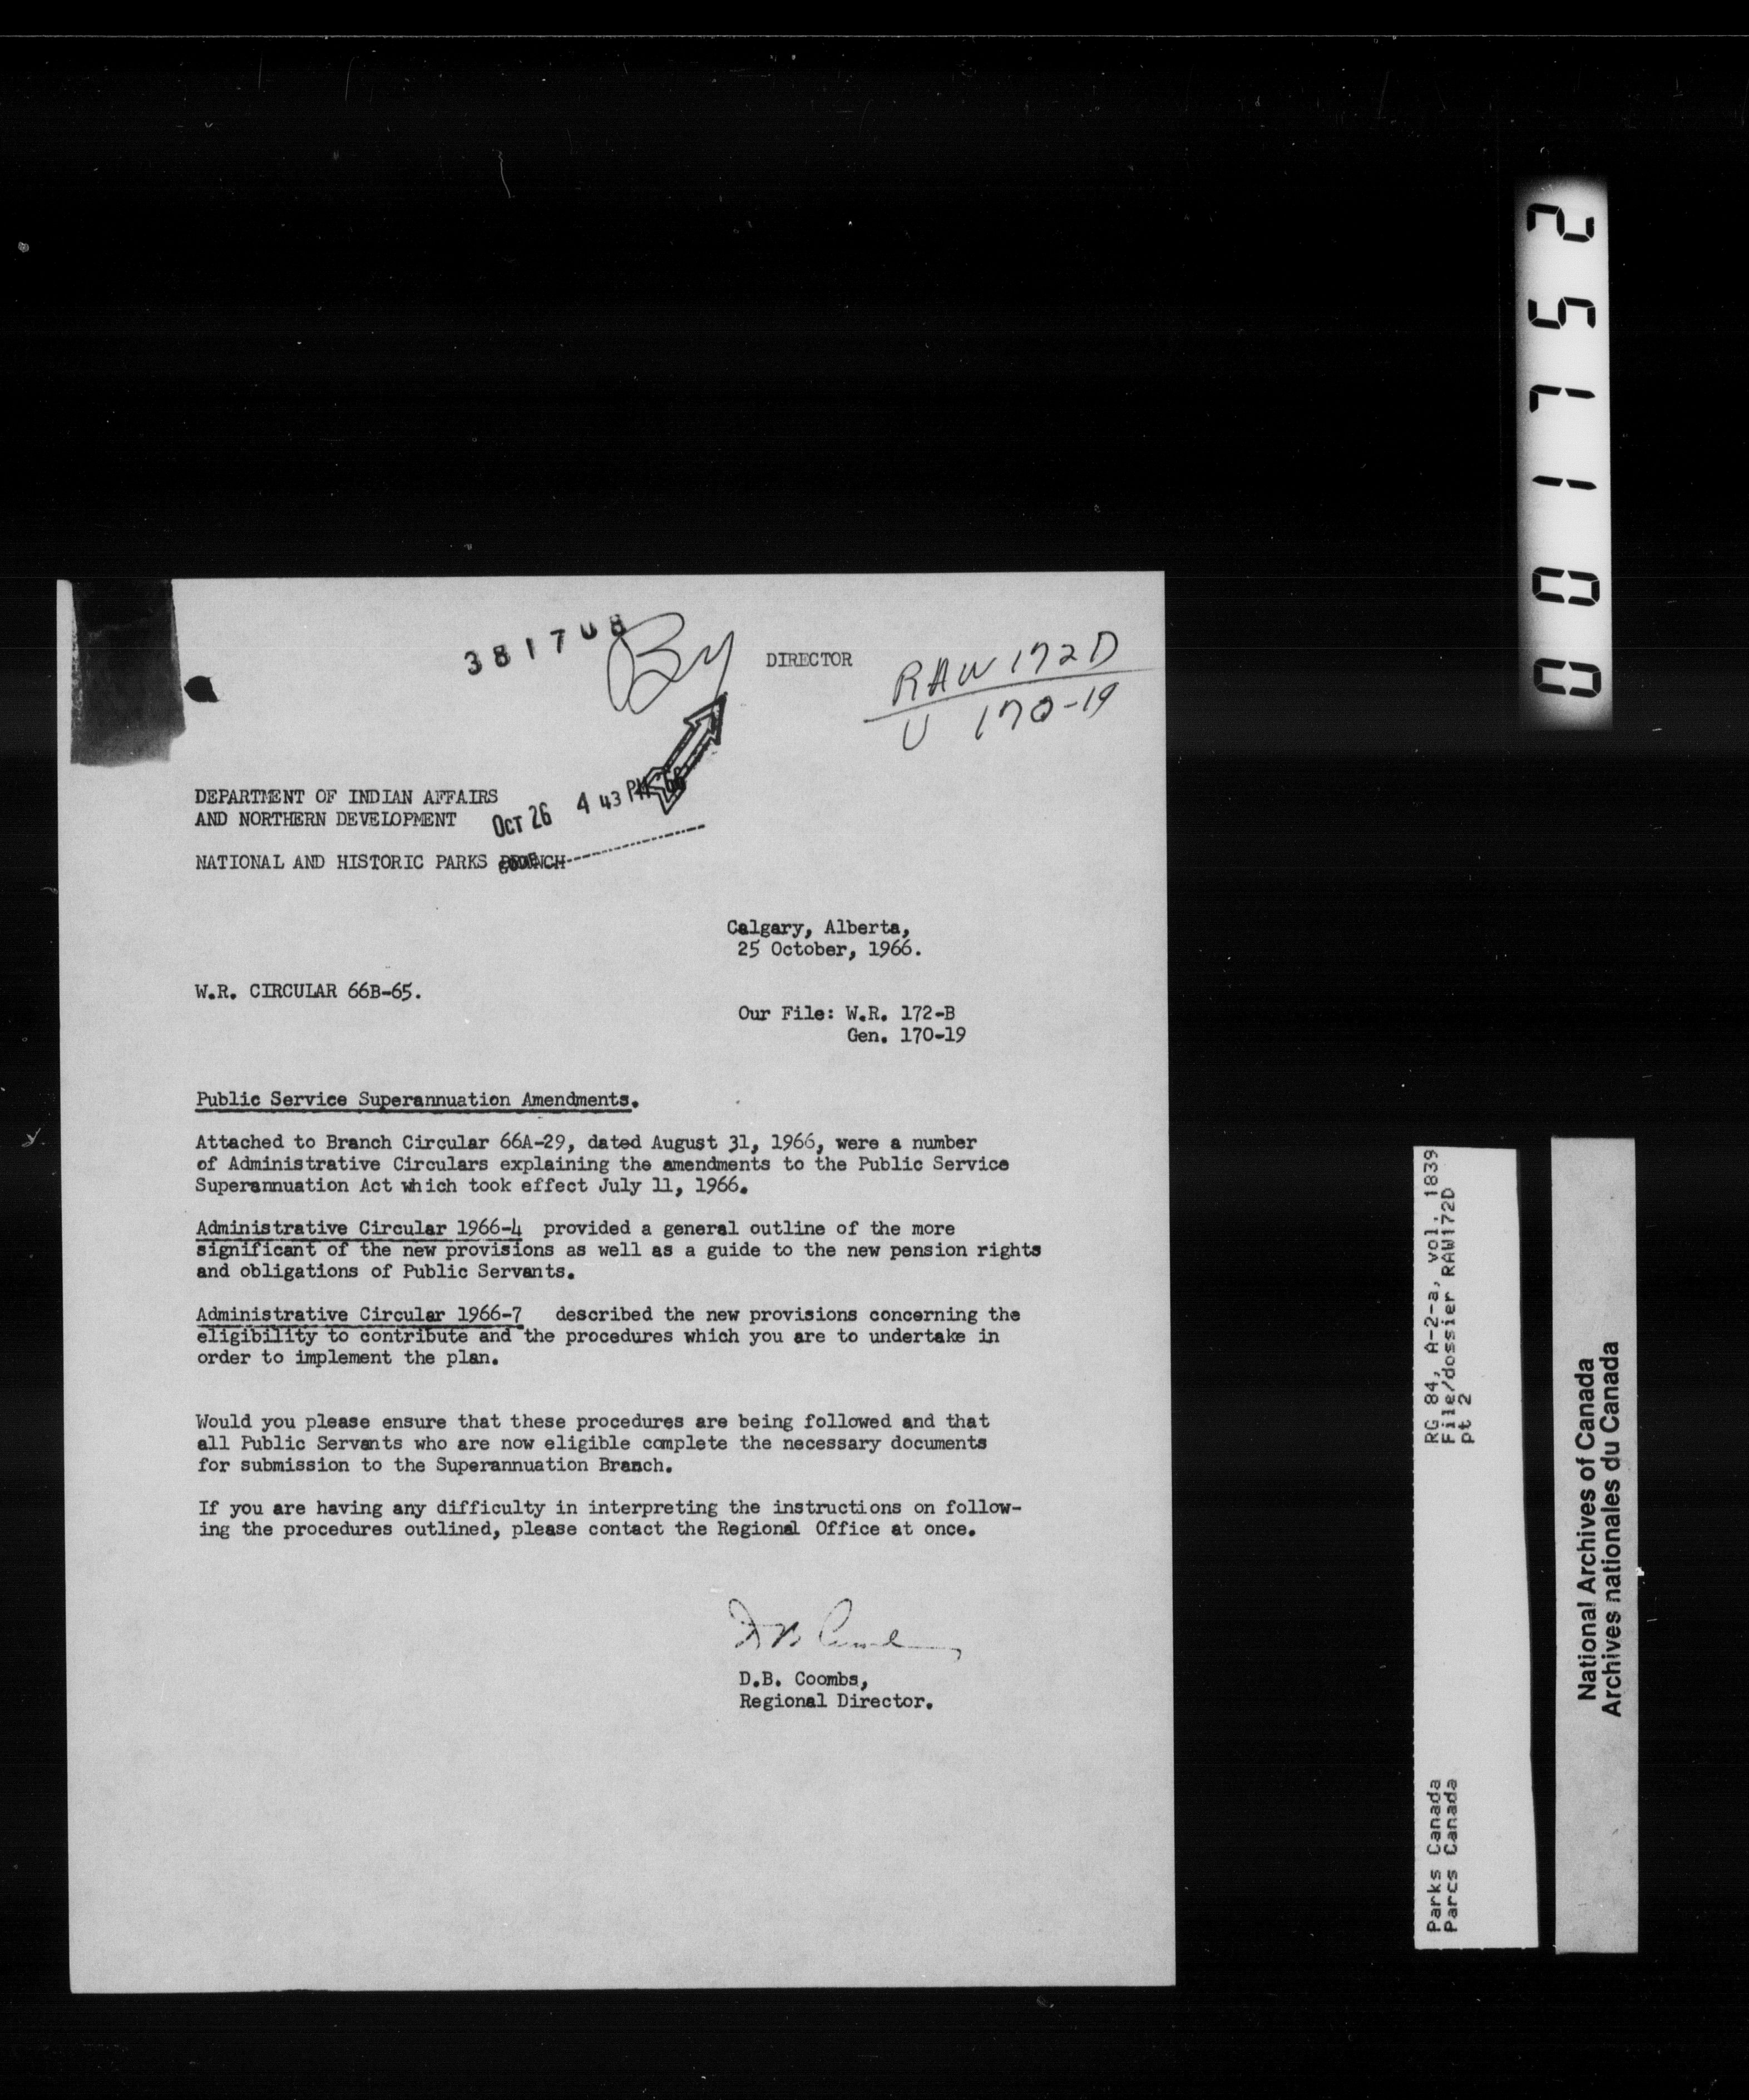 381708
By
DIRECTOR
RAW 172D
U 170-19
DEPARTMENT OF INDIAN AFFAIRS
AND NORTHERN DEVELOPMENT
OCT 26 4 43 PM '66
NATIONAL AND HISTORIC PARKS BRANCH
Calgary, Alberta,
25 October, 1966.
W.R. CIRCULAR 66B-65.
Our File: W.R. 172-B
Gen. 170-19
Public Service Superannuation Amendments.
Attached to Branch Circular 66A-29, dated August 31, 1966, were a number
of Administrative Circulars explaining the amendments to the Public Service
Superannuation Act which took effect July 11, 1966.
Administrative Circular 1966-4 provided a general outline of the more
significant of the new provisions as well as a guide to the new pension rights
and obligations of Public Servants.
Administrative Circular 1966-7 described the new provisions concerning the
eligibility to contribute and the procedures which you are to undertake in
order to implement the plan.
Would you please ensure that these procedures are being followed and that
all Public Servants who are now eligible complete the necessary documents
for submission to the Superannuation Branch.
If you are having any difficulty in interpreting the instructions on follow-
ing the procedures outlined, please contact the Regional Office at once.
D.B. Coombs,
Regional Director.
001752
RG 84, A-2-a, vol. 1839
File/dossier RAW172D
pt 2
Parks Canada
Parcs Canada
National Archives of Canada
Archives nationales du Canada